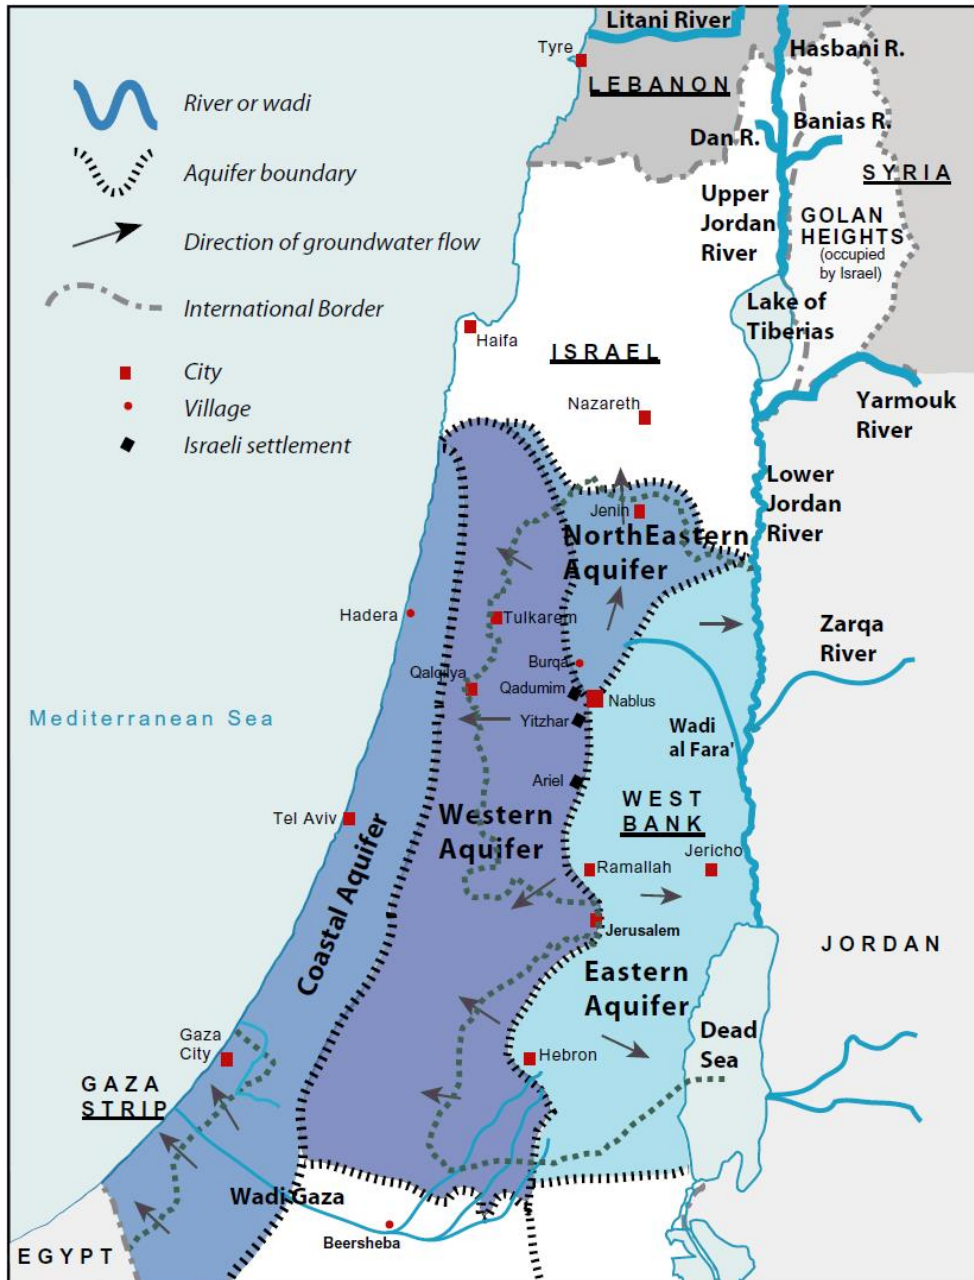 Litani River
Hasbani R.
Tyre
LEBANON
River or wadi
Banias R.
Dan R.
Aquifer boundary
SYRIA
Upper
Jordan
River
GOLAN
HEIGHTS
(occupied
by Israel)
Direction of groundwater flow
International Border
Lake of
Tiberias
Haifa
ISRAEL
City
Village
Israeli settlement
Nazareth
Yarmouk
River
Lower
Jordan
River
Jenin
NorthEastern
Aquifer
Hadera
Tulkarem
Zarqa
River
Burqa
Qalqilya
Qadumim
Nablus
Mediterranean Sea
Yitzhar
Wadi
al Fara'
Ariel
WEST
BANK
Tel Aviv
Western
Aquifer
Jericho
Ramallah
Coastal Aquifer
Jerusalem
JORDAN
Eastern
Aquifer
Gaza
City
Dead
Sea
Hebron
GAZA
STRIP
Wadi Gaza
Beersheba
EGYPT